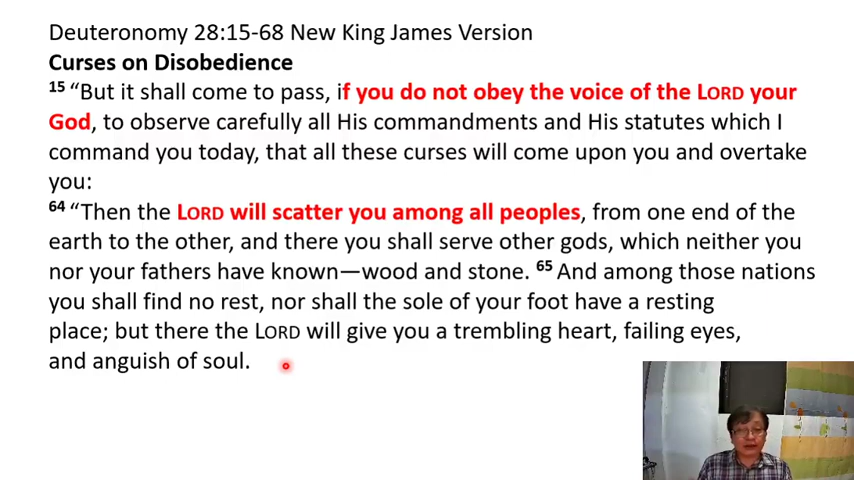 Deuteronomy 28:15-68 New King James Version
Curses on Disobedience
15 “But it shall come to pass, if you do not obey the voice of the LORD your
God, to observe carefully all His commandments and His statutes which I
command you today, that all these curses will come upon you and overtake
you:
64 “Then the LORD will scatter you among all peoples, from one end of the
earth to the other, and there you shall serve other gods, which neither you
nor your fathers have known—wood and stone. 65 And among those nations
you shall find no rest, nor shall the sole of your foot have a resting
place; but there the LORD will give you a trembling heart, failing eyes,
and anguish of soul.